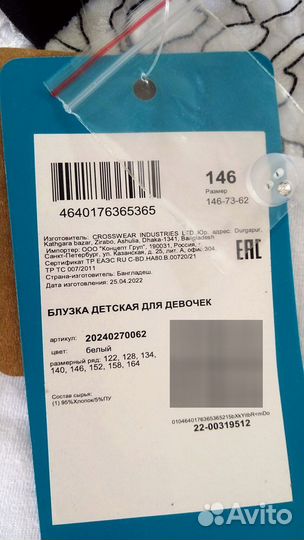 146
Размер
146-73-62
4640176365365
Изготовитель: CROSSWEAR INDUSTRIES LTD. Юр. адрес: Durgapur,
Kathgara bazar, Zirabo, Ashulia, Dhaka-1341, Bangladesh
Импортер: ООО "Концепт Груп", 190031, Россия, г.
Санкт-Петербург, ул. Казанская, д. 25, лит. А, офис. 304.
Сертификат ТР ЕАЭС RU C-BD.HA80.B.00720/21
ТР ТС 007/2011
Страна изготовления: Бангладеш.
Дата изготовления: 25.04.2022
EAC
БЛУЗКА ДЕТСКАЯ ДЛЯ ДЕВОЧЕК
артикул: 20240270062
цвет: белый
размерный ряд: 122, 128, 134,
140, 146, 152, 158, 164
Состав сырья:
(1) 95%Хлопок/5%ПУ
0104640176365365215bXkYtbR=mDo
22-00319512
Avito